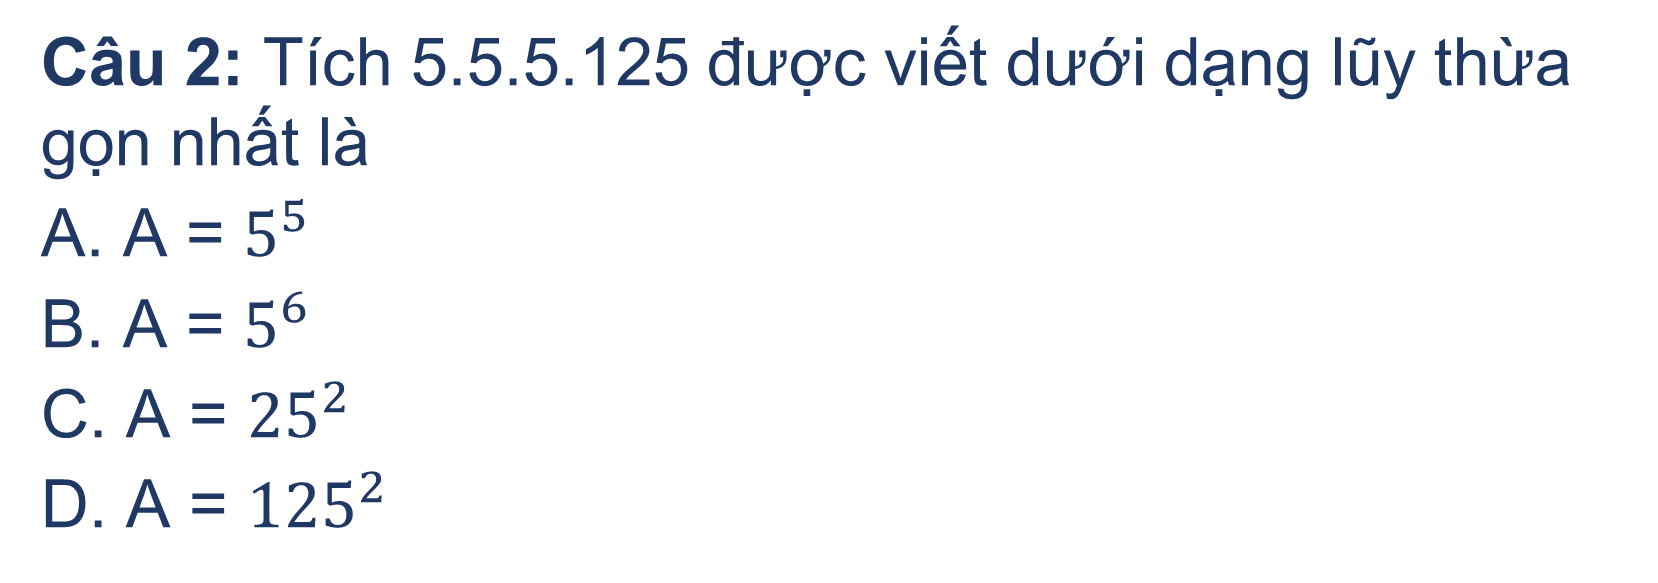 Câu 2: Tích 5.5.5.125 được viết dưới dạng lũy thừa
gọn nhất là
A. A = 5⁵
B. A = 5⁶
C. A = 25²
D. A = 125²